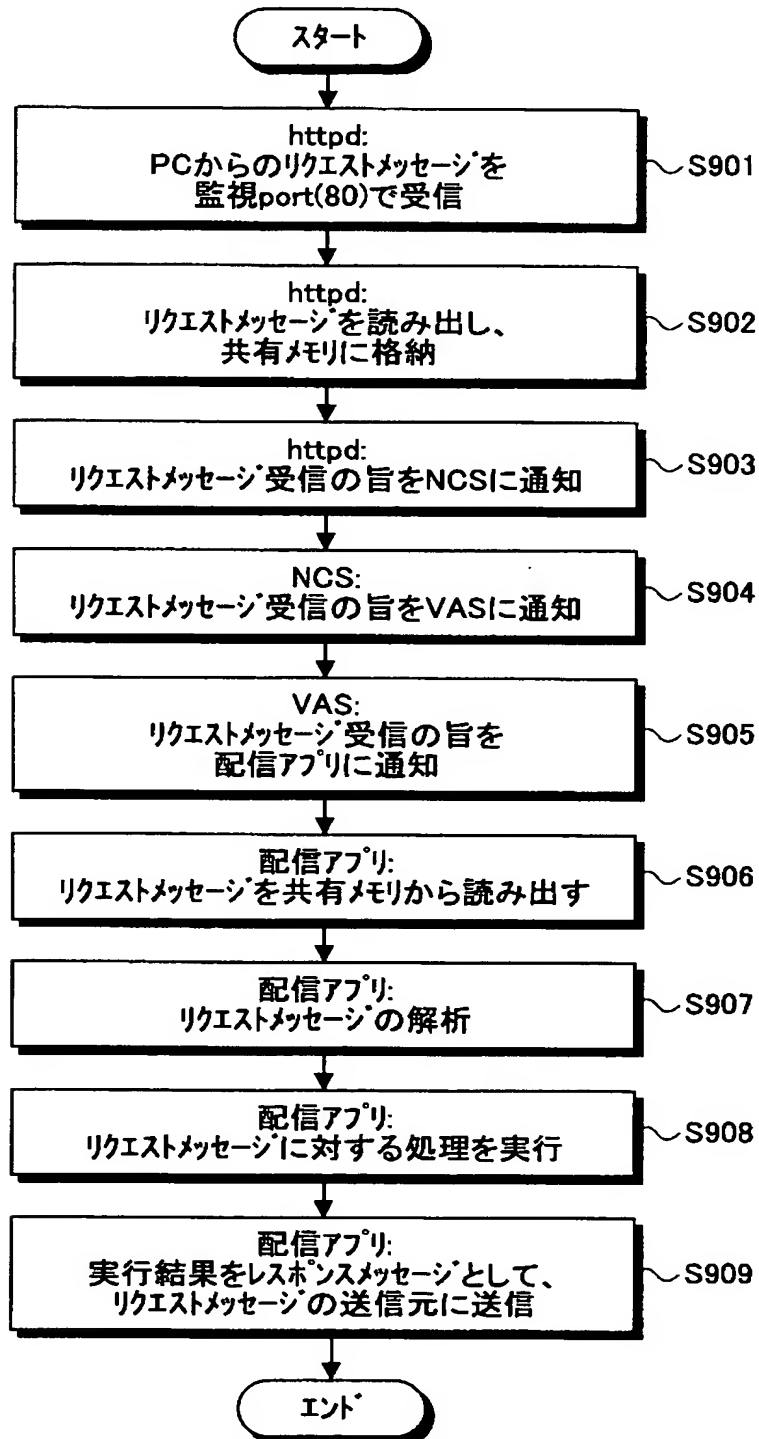 スタート
httpd:
PCからのリクエストメッセージを
監視port(80)で受信
S901
httpd:
リクエストメッセージを読み出し、
共有メモリに格納
S902
httpd:
リクエストメッセージ受信の旨をNCSに通知
S903
NCS:
リクエストメッセージ受信の旨をVASに通知
S904
VAS:
リクエストメッセージ受信の旨を
配信アプリに通知
S905
配信アプリ:
リクエストメッセージを共有メモリから読み出す
S906
配信アプリ:
リクエストメッセージの解析
S907
配信アプリ:
リクエストメッセージに対する処理を実行
S908
配信アプリ:
実行結果をレスポンスメッセージとして、
リクエストメッセージの送信元に送信
S909
エンド